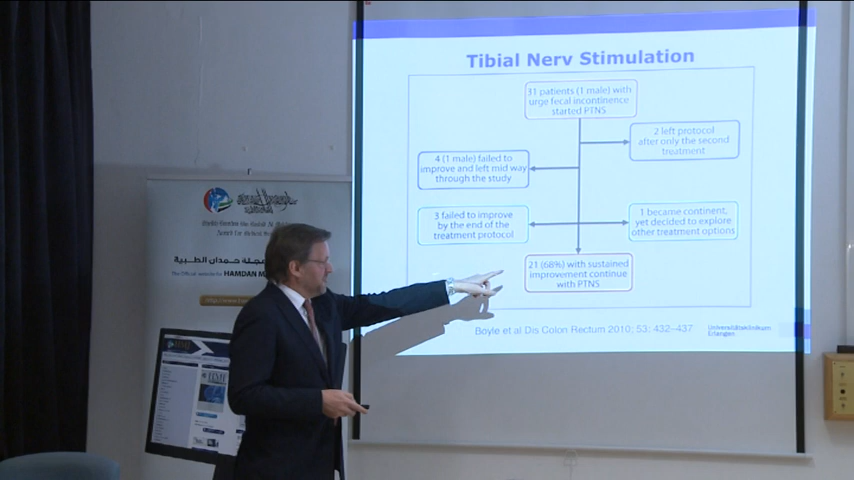 Tibial Nerv Stimulation
31 patients (1 male) with
urge fecal incontinence
started PTNS
2 left protocol
after only the second
treatment
4 (1 male) failed to
improve and left mid way
through the study
3 failed to improve
by the end of the
treatment protocol
1 became continent,
yet decided to explore
other treatment options
21 (68%) with sustained
improvement continue
with PTNS
Boyle et al Dis Colon Rectum 2010; 53: 432–437
Universitätsklinikum
Erlangen
مجلة حمدان الطبية
The Official website for HAMDAN M
http://